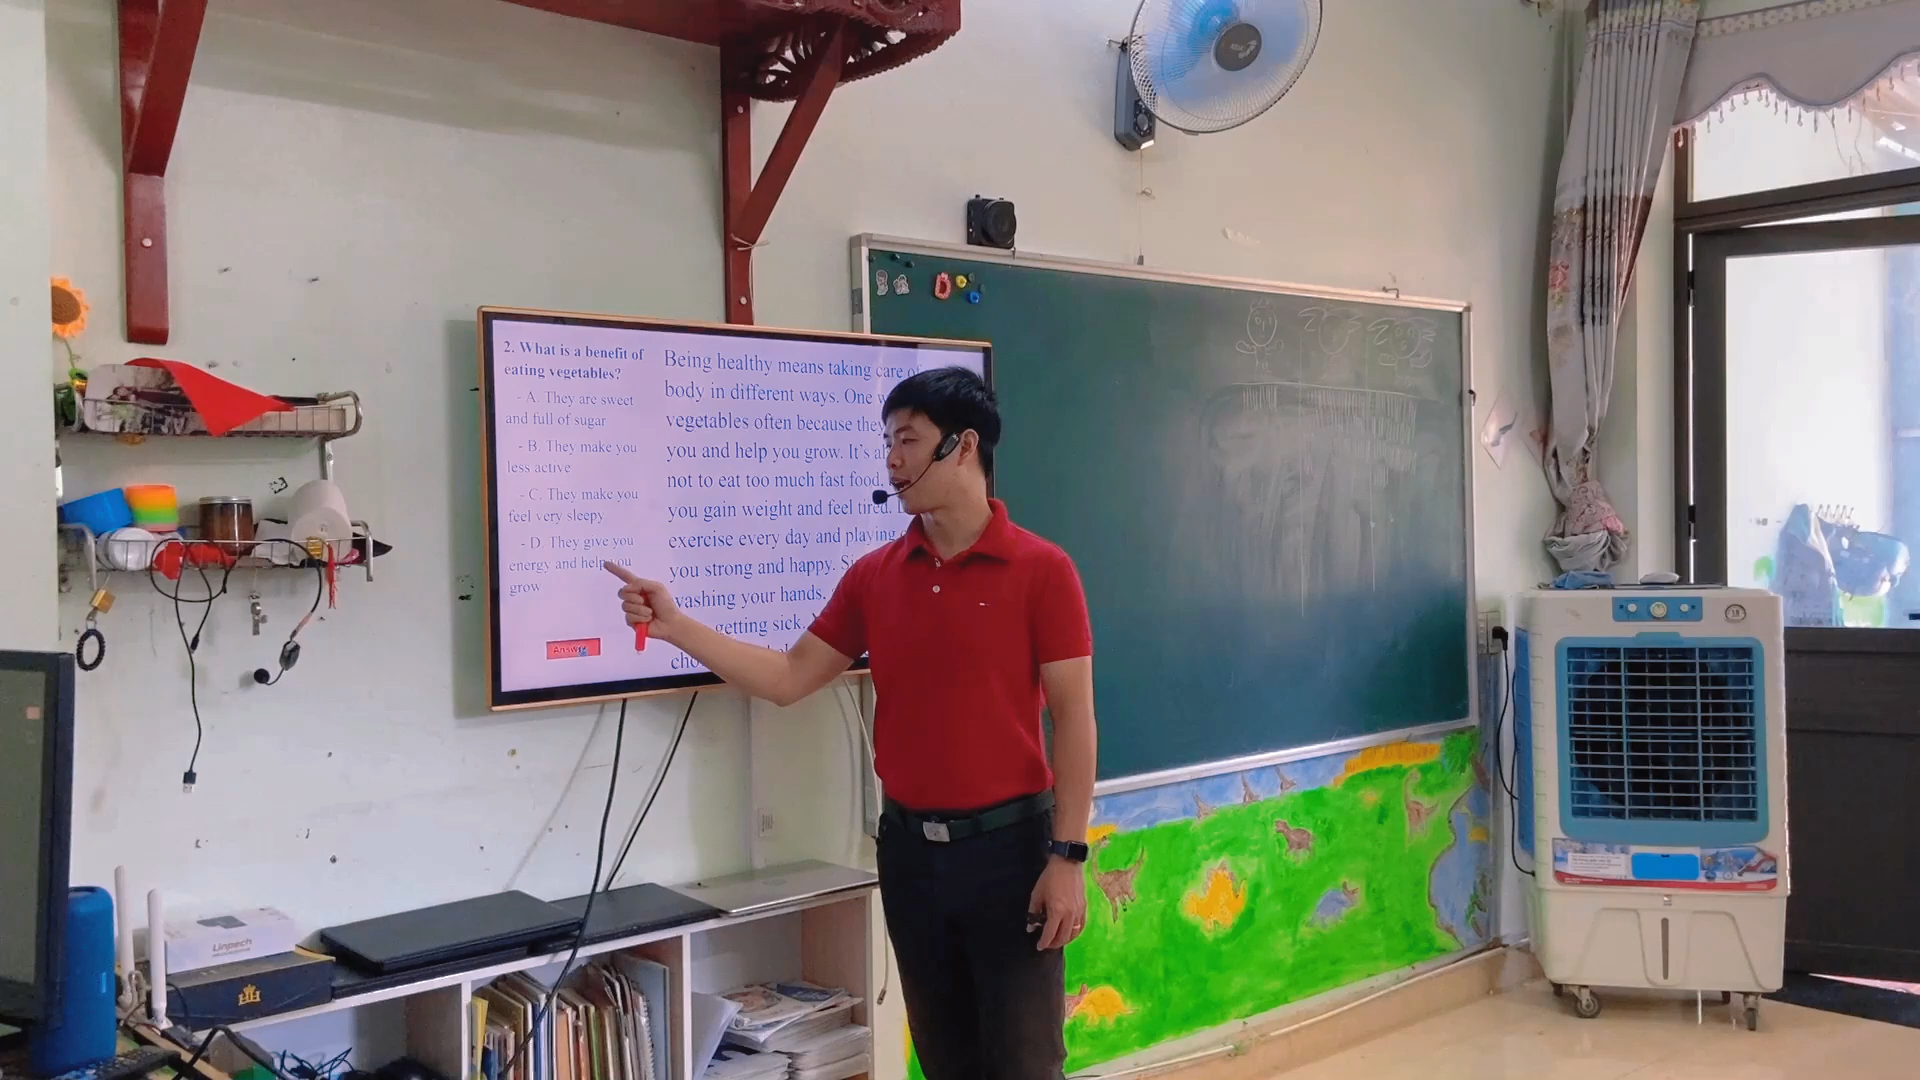 2. What is a benefit of
eating vegetables?
- A. They are sweet
and full of sugar
- B. They make you
less active
- C. They make you
feel very sleepy
- D. They give you
energy and help you
grow
Answer
Being healthy means taking care of
body in different ways. One
vegetables often because they
you and help you grow. It's
not to eat too much fast food,
you gain weight and feel tired.
exercise every day and playing
you strong and happy.
washing your hands,
getting sick.
Linpech